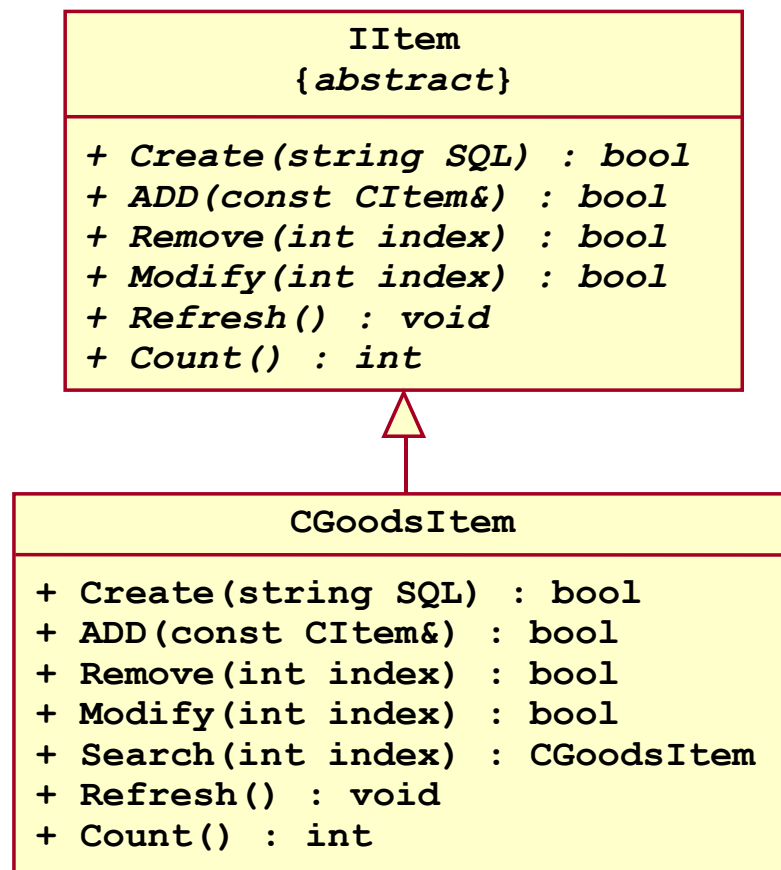 IItem
{abstract}
+ Create(string SQL) : bool
+ ADD(const CItem&) : bool
+ Remove(int index) : bool
+ Modify(int index) : bool
+ Refresh() : void
+ Count() : int
CGoodsItem
+ Create(string SQL) : bool
+ ADD(const CItem&) : bool
+ Remove(int index) : bool
+ Modify(int index) : bool
+ Search(int index) : CGoodsItem
+ Refresh() : void
+ Count() : int